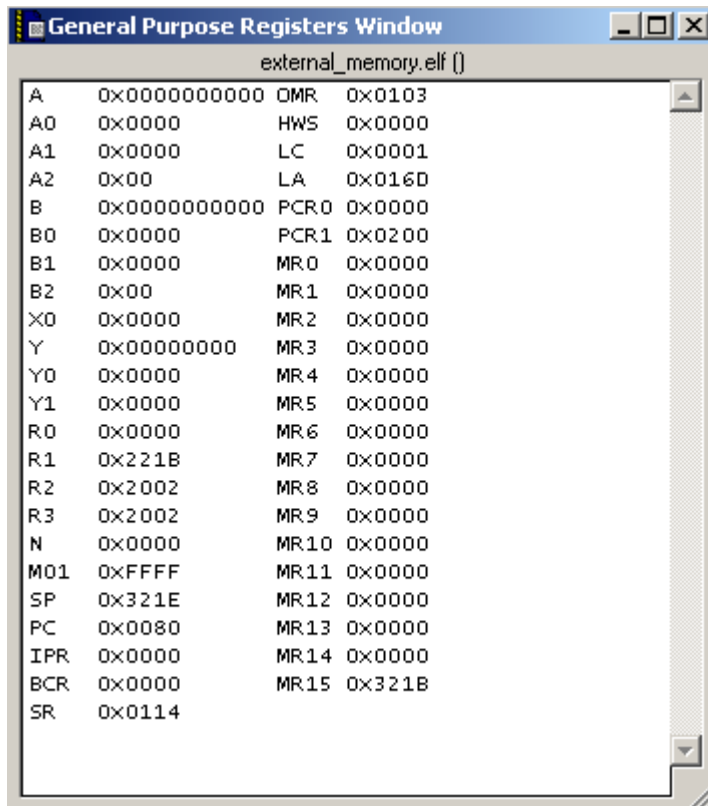 General Purpose Registers Window
external_memory.elf ()
A 0x0000000000 OMR 0x0103
A0 0x0000 HWS 0x0000
A1 0x0000 LC 0x0001
A2 0x00 LA 0x016D
B 0x0000000000 PCR0 0x0000
B0 0x0000 PCR1 0x0200
B1 0x0000 MR0 0x0000
B2 0x00 MR1 0x0000
X0 0x0000 MR2 0x0000
Y 0x00000000 MR3 0x0000
Y0 0x0000 MR4 0x0000
Y1 0x0000 MR5 0x0000
R0 0x0000 MR6 0x0000
R1 0x221B MR7 0x0000
R2 0x2002 MR8 0x0000
R3 0x2002 MR9 0x0000
N 0x0000 MR10 0x0000
M01 0xFFFF MR11 0x0000
SP 0x321E MR12 0x0000
PC 0x0080 MR13 0x0000
IPR 0x0000 MR14 0x0000
BCR 0x0000 MR15 0x321B
SR 0x0114